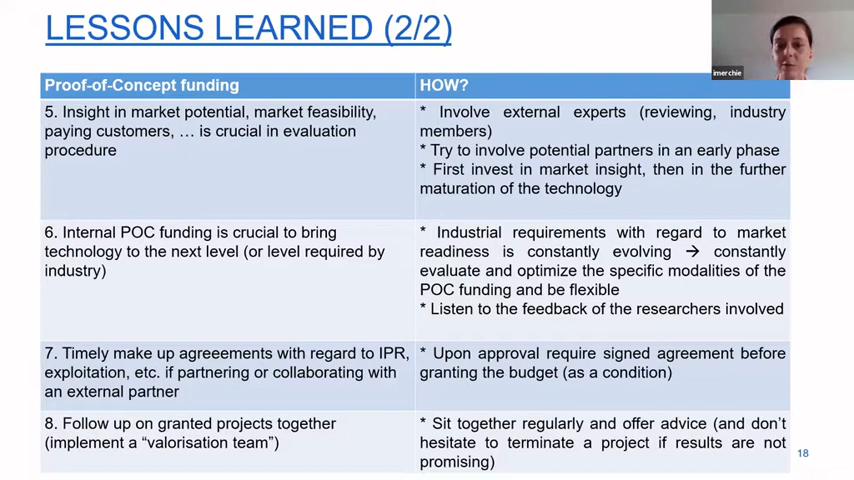 LESSONS LEARNED (2/2)
imerchie
Proof-of-Concept funding
HOW?
5. Insight in market potential, market feasibility,
paying customers, … is crucial in evaluation
procedure
* Involve external experts (reviewing, industry
members)
* Try to involve potential partners in an early phase
* First invest in market insight, then in the further
maturation of the technology
6. Internal POC funding is crucial to bring
technology to the next level (or level required by
industry)
* Industrial requirements with regard to market
readiness is constantly evolving → constantly
evaluate and optimize the specific modalities of the
POC funding and be flexible
* Listen to the feedback of the researchers involved
7. Timely make up agreeements with regard to IPR,
exploitation, etc. if partnering or collaborating with
an external partner
* Upon approval require signed agreement before
granting the budget (as a condition)
8. Follow up on granted projects together
(implement a “valorisation team”)
* Sit together regularly and offer advice (and don’t
hesitate to terminate a project if results are not
promising)
18